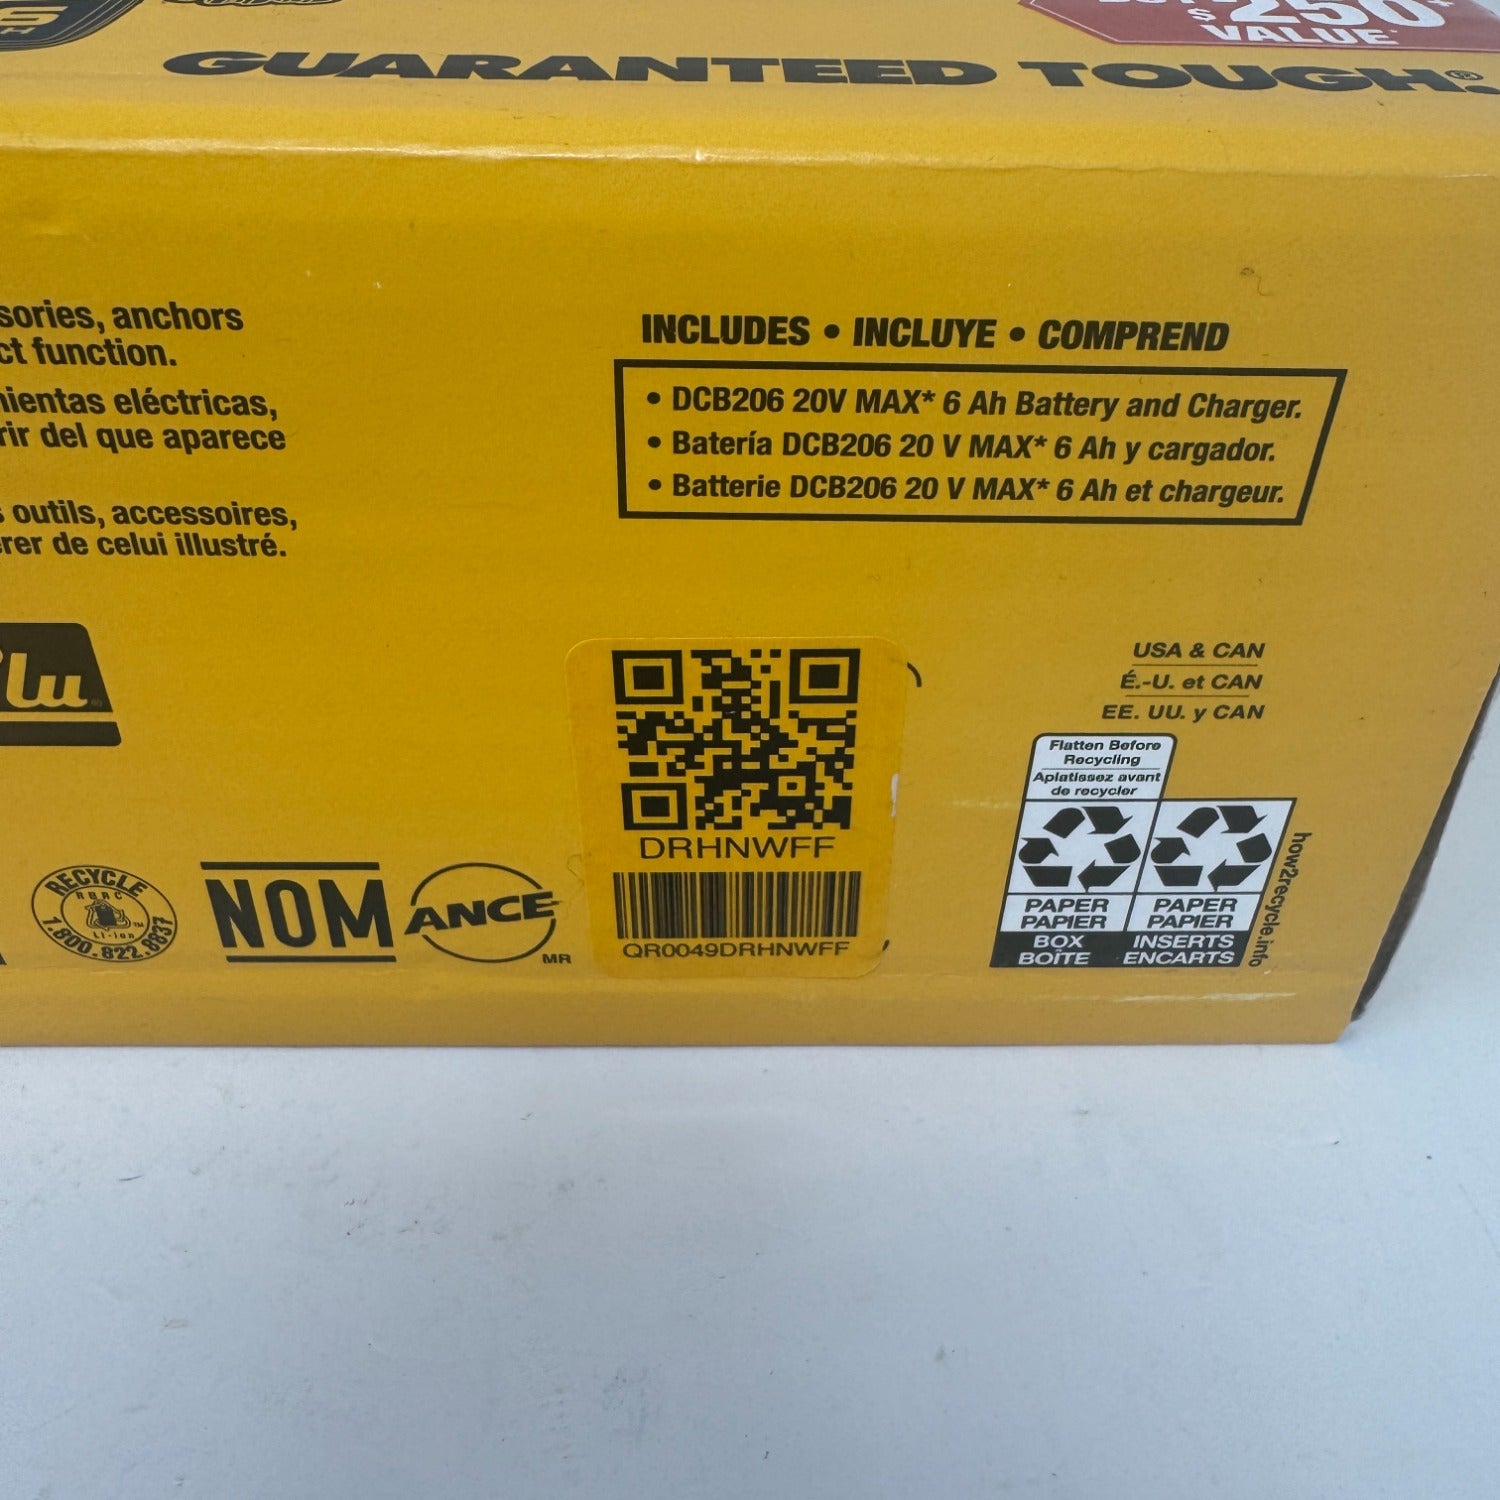 $250+
VALUE*
GUARANTEED TOUGH.®
sories, anchors
ct function.
ientas eléctricas,
rir del que aparece
s outils, accessoires,
rer de celui illustré.
INCLUDES • INCLUYE • COMPREND
• DCB206 20V MAX* 6 Ah Battery and Charger.
• Batería DCB206 20 V MAX* 6 Ah y cargador.
• Batterie DCB206 20 V MAX* 6 Ah et chargeur.
USA & CAN
É.-U. et CAN
EE. UU. y CAN
Flatten Before
Recycling
Aplatissez avant
de recycler
PAPER
PAPIER
BOX
BOÎTE
PAPER
PAPIER
INSERTS
ENCARTS
how2recycle.info
DRHNWFF
QR0049DRHNWFF
RECYCLE
RBRC
Li-ion
TM
1.800.822.8837
NOM
ANCE
MR